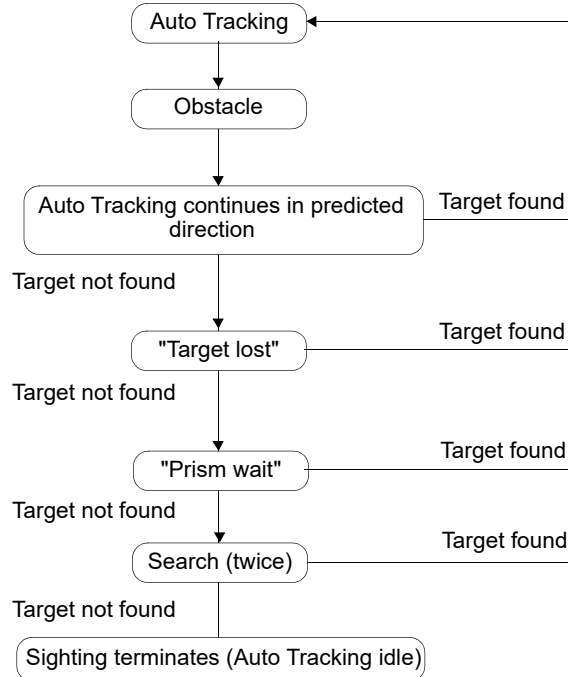 Auto Tracking
Obstacle
Auto Tracking continues in predicted
direction
Target found
Target not found
"Target lost"
Target found
Target not found
"Prism wait"
Target found
Target not found
Search (twice)
Target found
Target not found
Sighting terminates (Auto Tracking idle)